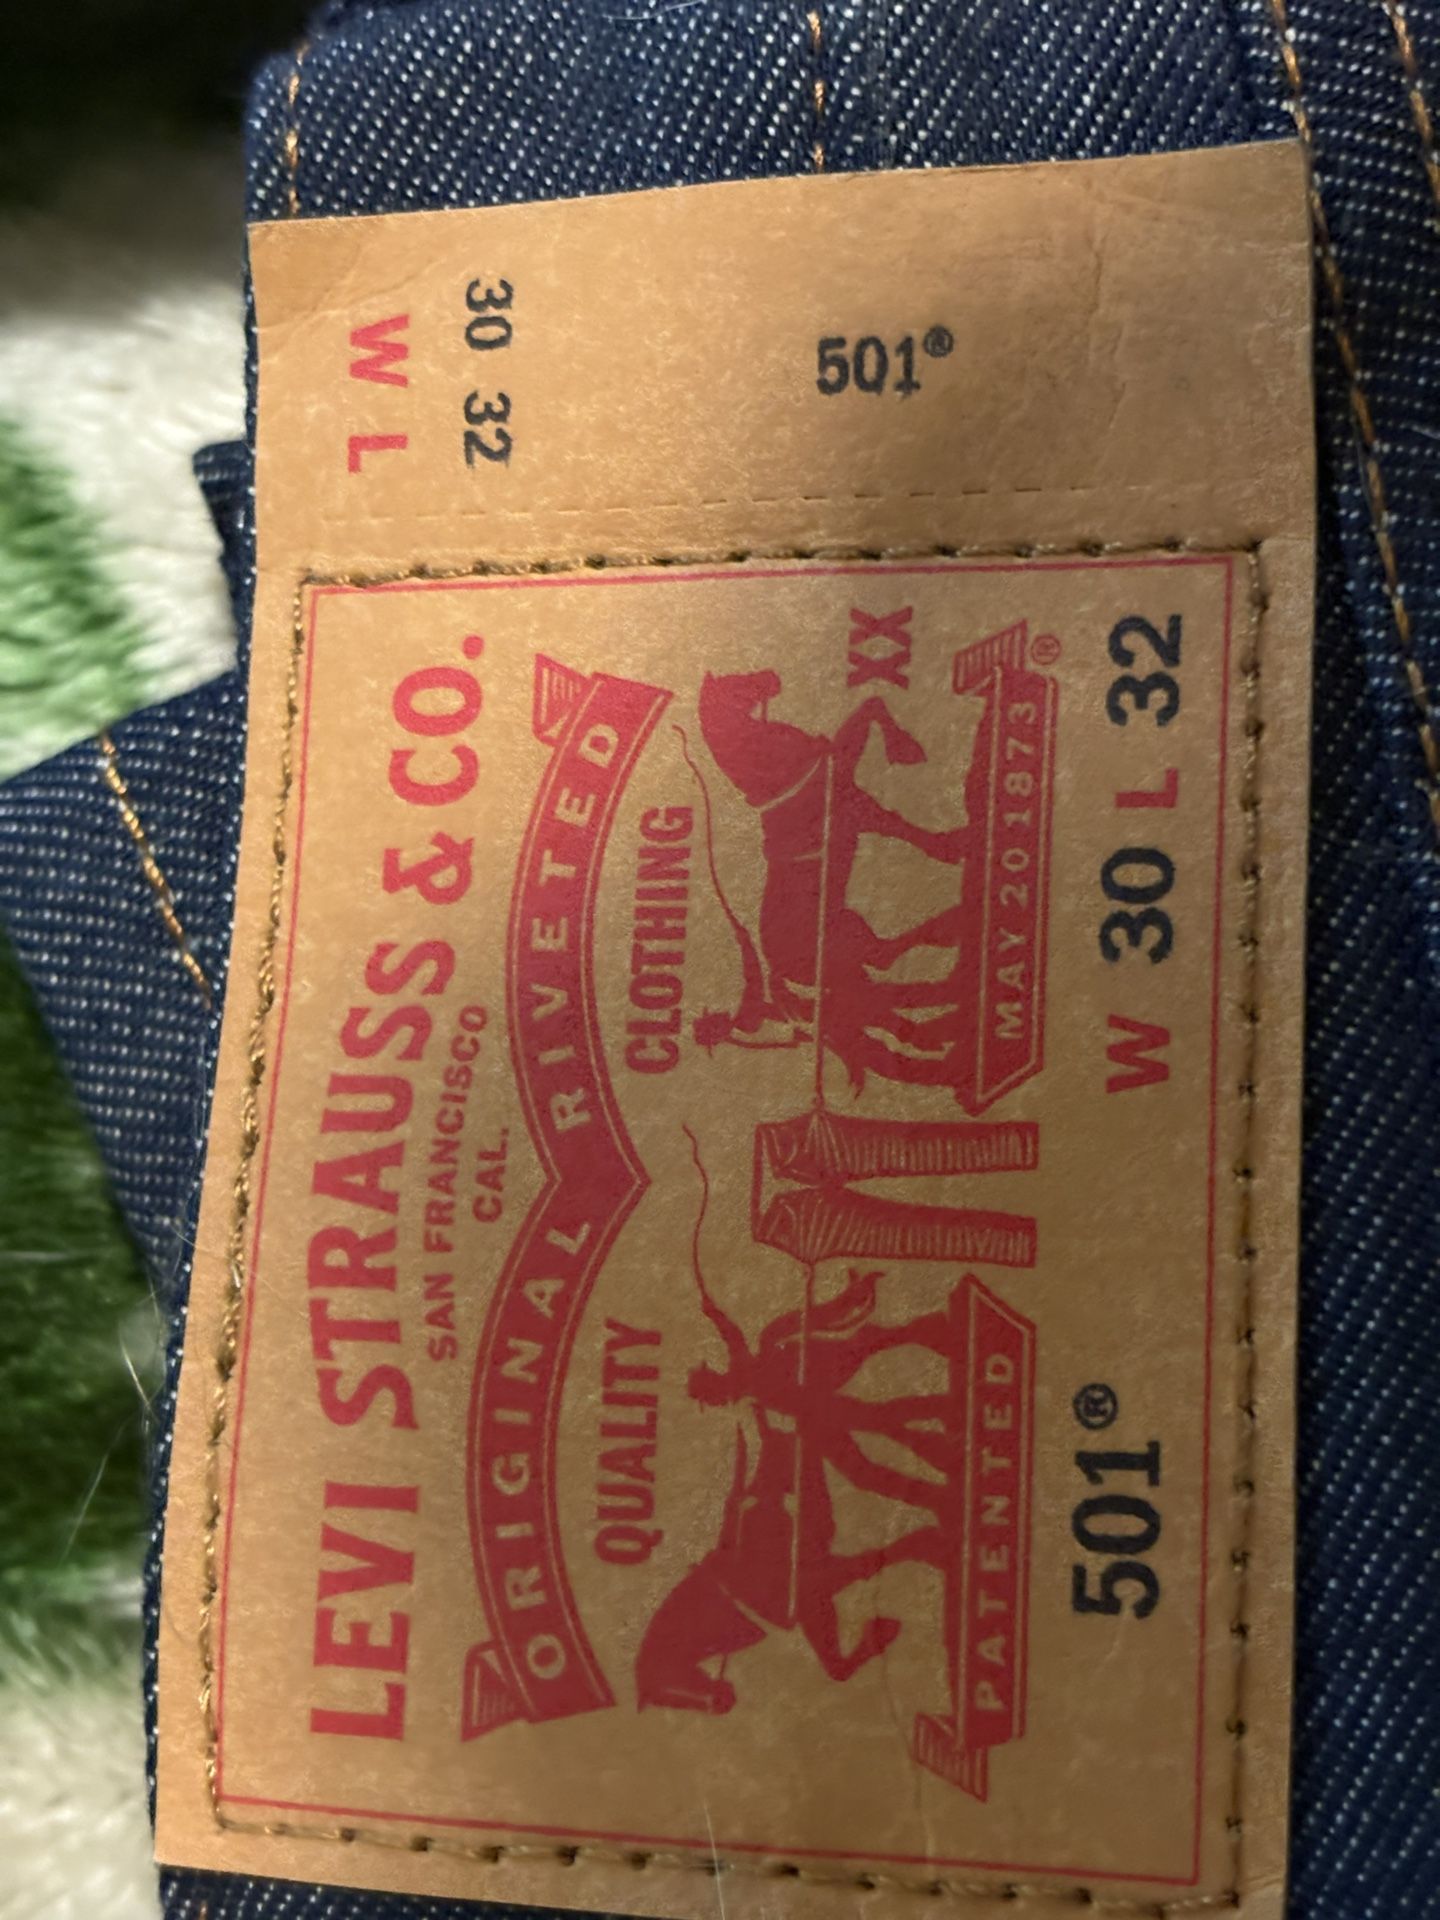 LEVI STRAUSS & CO.
SAN FRANCISCO
CAL.
ORIGINAL RIVETED
QUALITY CLOTHING
XX
PATENTED MAY 20 1873
®
501® W 30 L 32
W L
30 32
501®